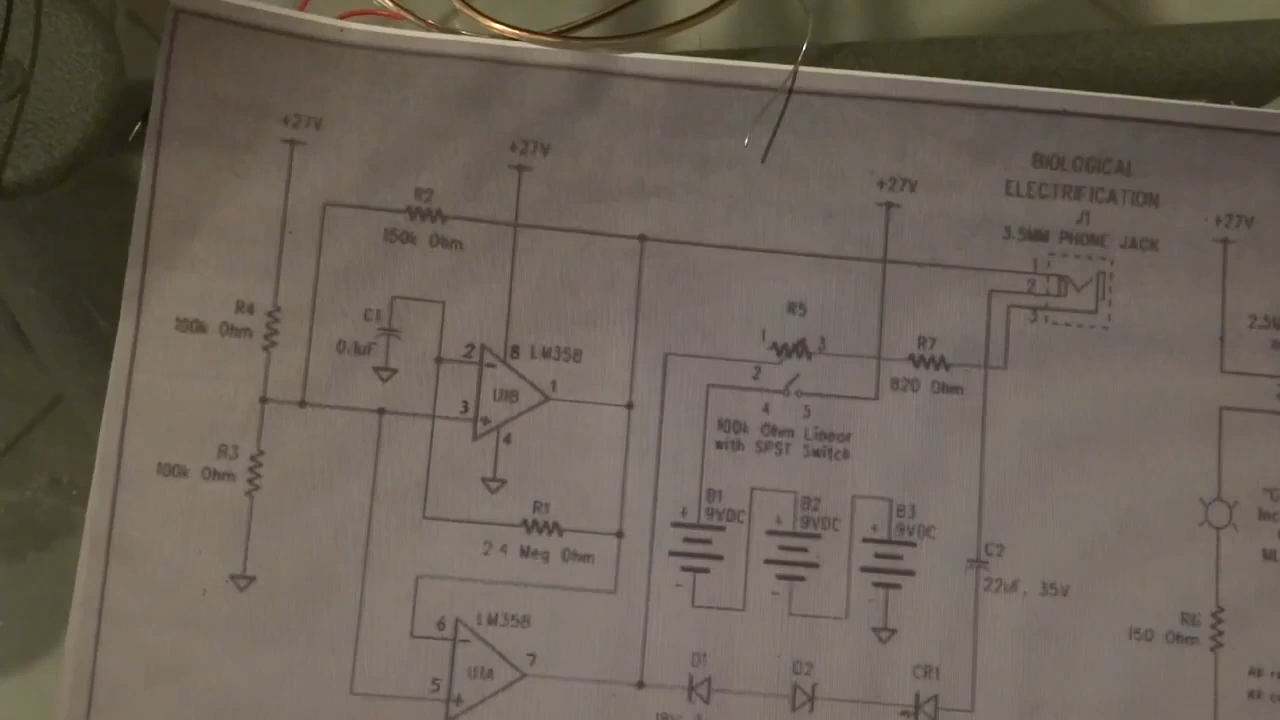 +27V
+27V
+27V
+27V
BIOLOGICAL
ELECTRIFICATION
J1
3.5MM PHONE JACK
1
2
3
R2
150k Ohm
R4
100k Ohm
C1
0.1uF
2
8
LM358
U1B
1
3
+
4
R3
100k Ohm
R1
2.4 Meg Ohm
R5
1
3
2
4
5
100k Ohm Linear
with SPST Switch
R7
820 Ohm
B1
+ 9VDC
-
B2
+ 9VDC
-
B3
+ 9VDC
-
C2
22uF, 35V
R6
150 Ohm
6
LM358
U1A
7
5
+
D1
D2
CR1